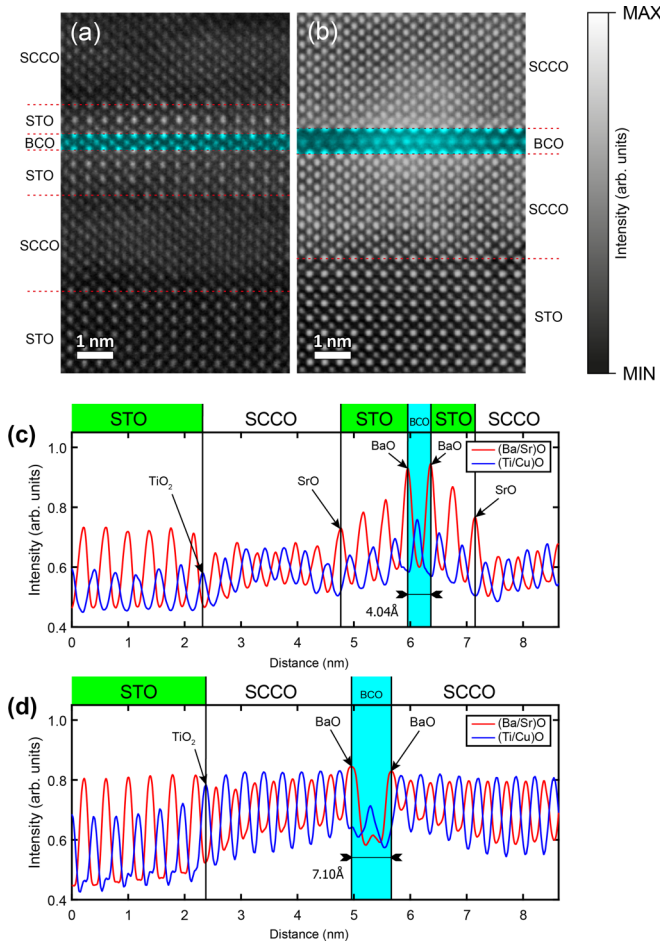 (a)
(b)
MAX
SCCO
STO
BCO
STO
SCCO
STO
SCCO
BCO
SCCO
STO
1 nm
1 nm
Intensity (arb. units)
MIN
(c)
STO
SCCO
STO
BCO
STO
SCCO
1.0
0.8
0.6
0.4
Intensity (arb. units)
TiO₂
SrO
BaO
BaO
SrO
(Ba/Sr)O
(Ti/Cu)O
4.04Å
0 1 2 3 4 5 6 7 8
Distance (nm)
(d)
STO
SCCO
BCO
SCCO
1.0
0.8
0.6
0.4
Intensity (arb. units)
TiO₂
BaO
BaO
(Ba/Sr)O
(Ti/Cu)O
7.10Å
0 1 2 3 4 5 6 7 8
Distance (nm)